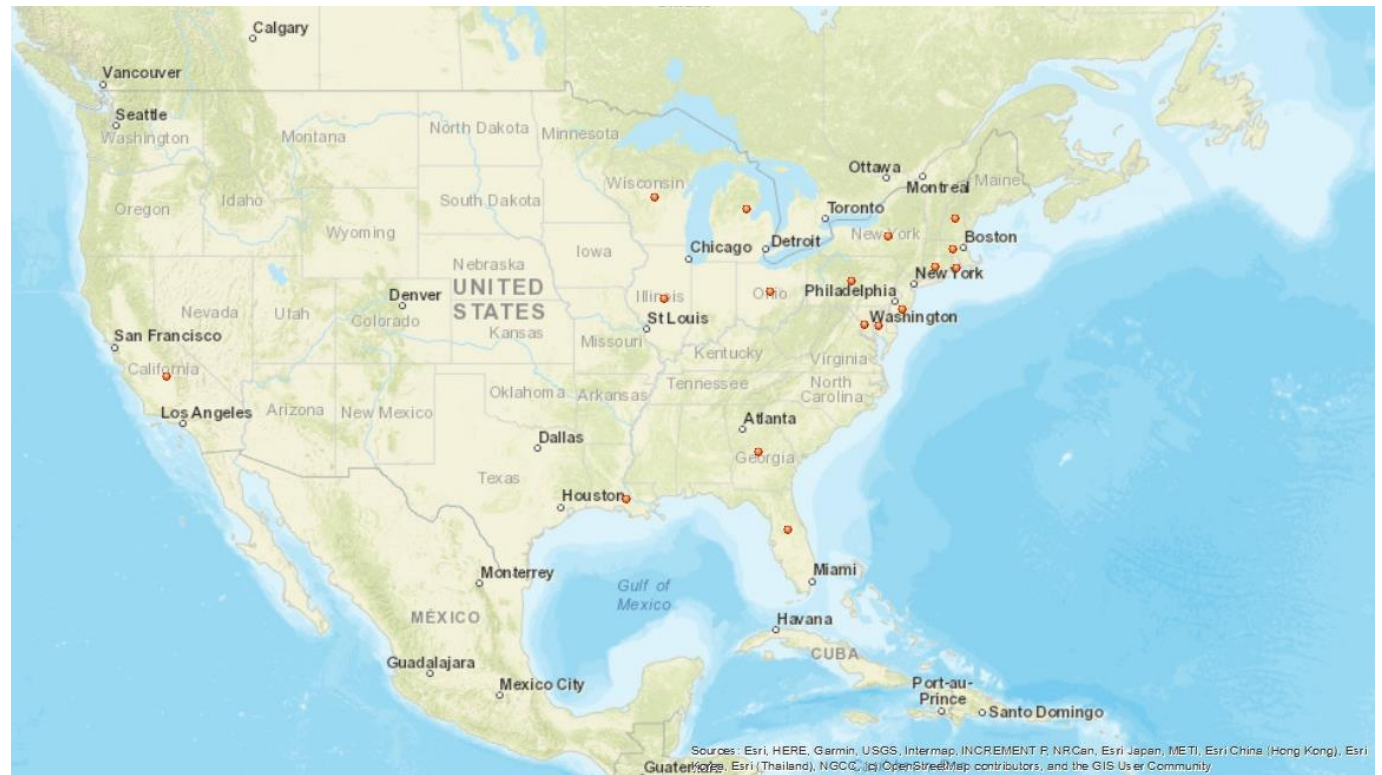 Calgary
Vancouver
Seattle
Washington
Montana
North Dakota
Minnesota
Ottawa
Montreal
Maine
Wisconsin
Oregon
Idaho
South Dakota
Toronto
Wyoming
New York
Boston
Chicago
Detroit
Iowa
Nebraska
New York
Philadelphia
UNITED
STATES
Denver
Illinois
Ohio
Nevada
Utah
Colorado
Kansas
St Louis
Washington
San Francisco
Missouri
Kentucky
Virginia
California
Tennessee
North
Carolina
Oklahoma
Arkansas
Los Angeles
Arizona
New Mexico
Atlanta
Dallas
Georgia
Texas
Houston
Miami
Monterrey
Gulf of
Mexico
MÉXICO
Havana
CUBA
Guadalajara
Mexico City
Port-au-
Prince
Santo Domingo
Sources: Esri, HERE, Garmin, USGS, Intermap, INCREMENT P, NRCan, Esri Japan, METI, Esri China (Hong Kong), Esri
Korea, Esri (Thailand), NGCC, (c) OpenStreetMap contributors, and the GIS User Community